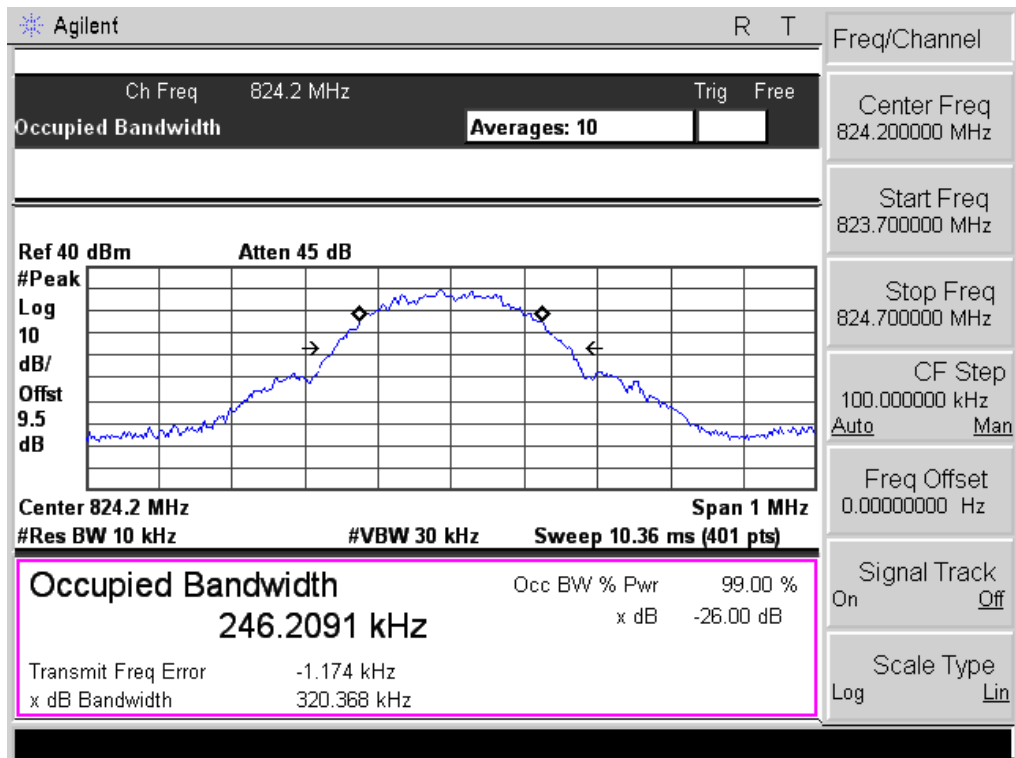 Agilent R T
Ch Freq 824.2 MHz Trig Free
Occupied Bandwidth Averages: 10
Ref 40 dBm Atten 45 dB
#Peak
Log
10
dB/
Offst
9.5
dB
Center 824.2 MHz Span 1 MHz
#Res BW 10 kHz #VBW 30 kHz Sweep 10.36 ms (401 pts)
Occupied Bandwidth Occ BW % Pwr 99.00 %
246.2091 kHz x dB -26.00 dB
Transmit Freq Error -1.174 kHz
x dB Bandwidth 320.368 kHz
Freq/Channel
Center Freq
824.200000 MHz
Start Freq
823.700000 MHz
Stop Freq
824.700000 MHz
CF Step
100.000000 kHz
Auto Man
Freq Offset
0.00000000 Hz
Signal Track
On Off
Scale Type
Log Lin